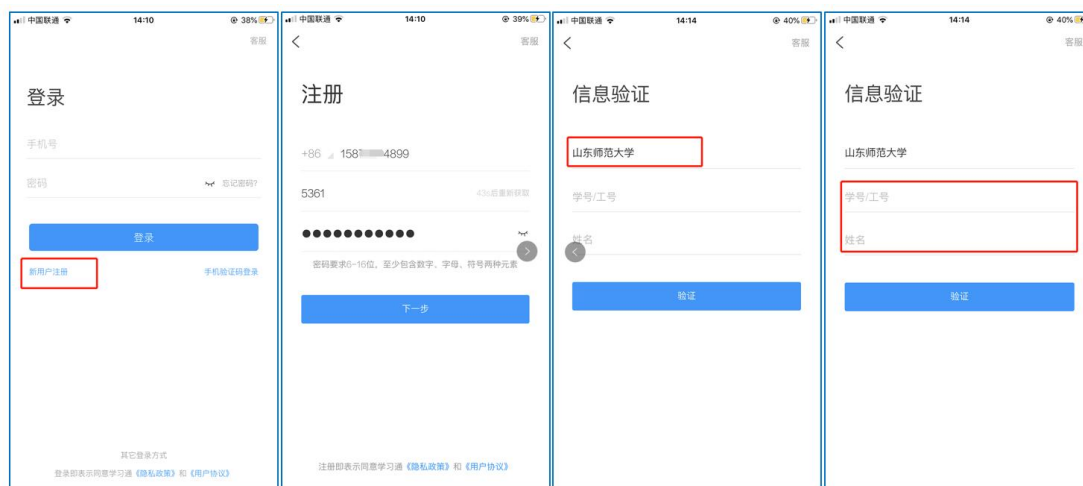 中国联通 14:10 38%
客服
登录
手机号
密码 忘记密码?
登录
新用户注册 手机验证码登录
其它登录方式
登录即表示同意学习通《隐私政策》和《用户协议》
中国联通 14:10 39%
客服
注册
+86 158 4899
5361 43s后重新获取
密码要求6-16位，至少包含数字、字母、符号两种元素
下一步
注册即表示同意学习通《隐私政策》和《用户协议》
中国联通 14:14 40%
客服
信息验证
山东师范大学
学号/工号
姓名
验证
中国联通 14:14 40%
客服
信息验证
山东师范大学
学号/工号
姓名
验证